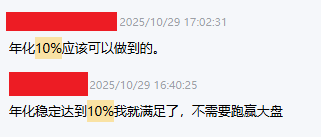 2025/10/29 17:02:31
年化10%应该可以做到的。
2025/10/29 16:40:25
年化稳定达到10%我就满足了，不需要跑赢大盘